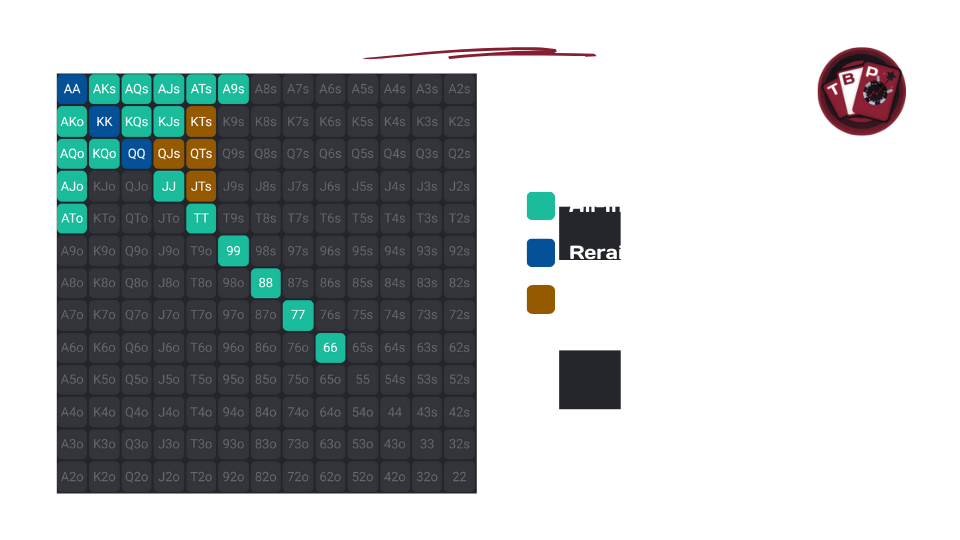 AA AKs AQs AJs ATs A9s A8s A7s A6s A5s A4s A3s A2s
AKo KK KQs KJs KTs K9s K8s K7s K6s K5s K4s K3s K2s
AQo KQo QQ QJs QTs Q9s Q8s Q7s Q6s Q5s Q4s Q3s Q2s
AJo KJo QJo JJ JTs J9s J8s J7s J6s J5s J4s J3s J2s
ATo KTo QTo JTo TT T9s T8s T7s T6s T5s T4s T3s T2s
A9o K9o Q9o J9o T9o 99 98s 97s 96s 95s 94s 93s 92s
A8o K8o Q8o J8o T8o 98o 88 87s 86s 85s 84s 83s 82s
A7o K7o Q7o J7o T7o 97o 87o 77 76s 75s 74s 73s 72s
A6o K6o Q6o J6o T6o 96o 86o 76o 66 65s 64s 63s 62s
A5o K5o Q5o J5o T5o 95o 85o 75o 65o 55 54s 53s 52s
A4o K4o Q4o J4o T4o 94o 84o 74o 64o 54o 44 43s 42s
A3o K3o Q3o J3o T3o 93o 83o 73o 63o 53o 43o 33 32s
A2o K2o Q2o J2o T2o 92o 82o 72o 62o 52o 42o 32o 22
TBP
Rerai